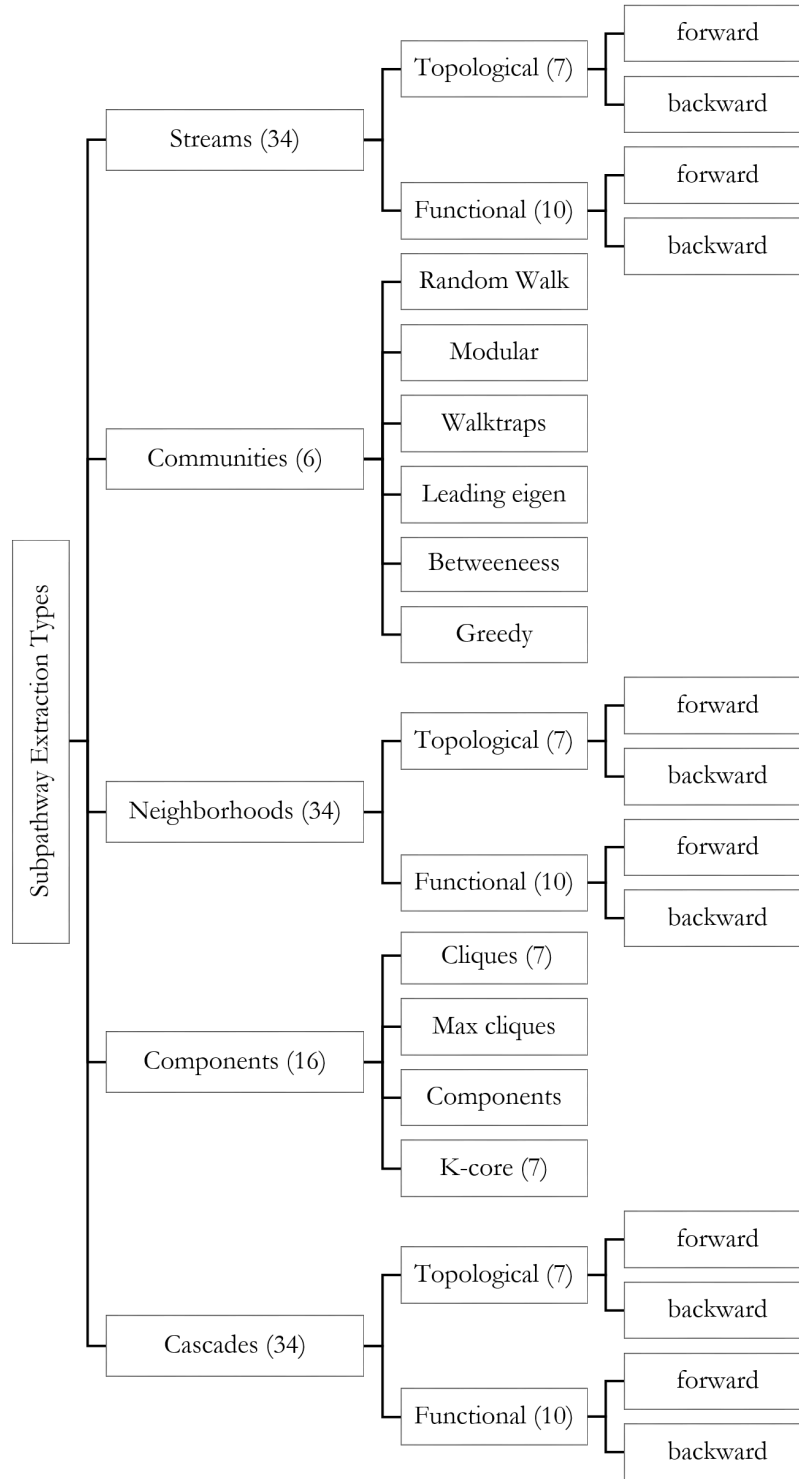 Subpathway Extraction Types
Streams (34)
Topological (7)
forward
backward
Functional (10)
forward
backward
Communities (6)
Random Walk
Modular
Walktraps
Leading eigen
Betweeneess
Greedy
Neighborhoods (34)
Topological (7)
forward
backward
Functional (10)
forward
backward
Components (16)
Cliques (7)
Max cliques
Components
K-core (7)
Cascades (34)
Topological (7)
forward
backward
Functional (10)
forward
backward